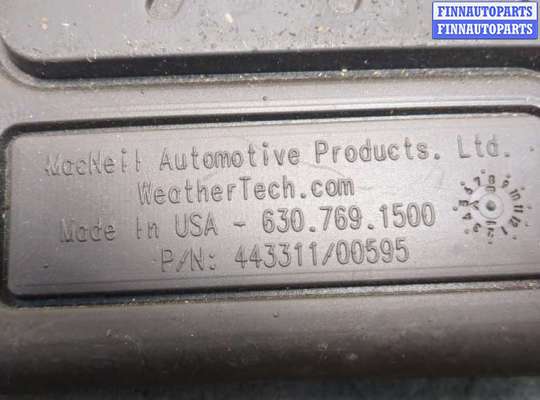 FINNAUTOPARTS
FINNAUTOPARTS
MacNeil Automotive Products. Ltd.
WeatherTech.com
Made In USA - 630.769.1500
P/N: 443311/00595